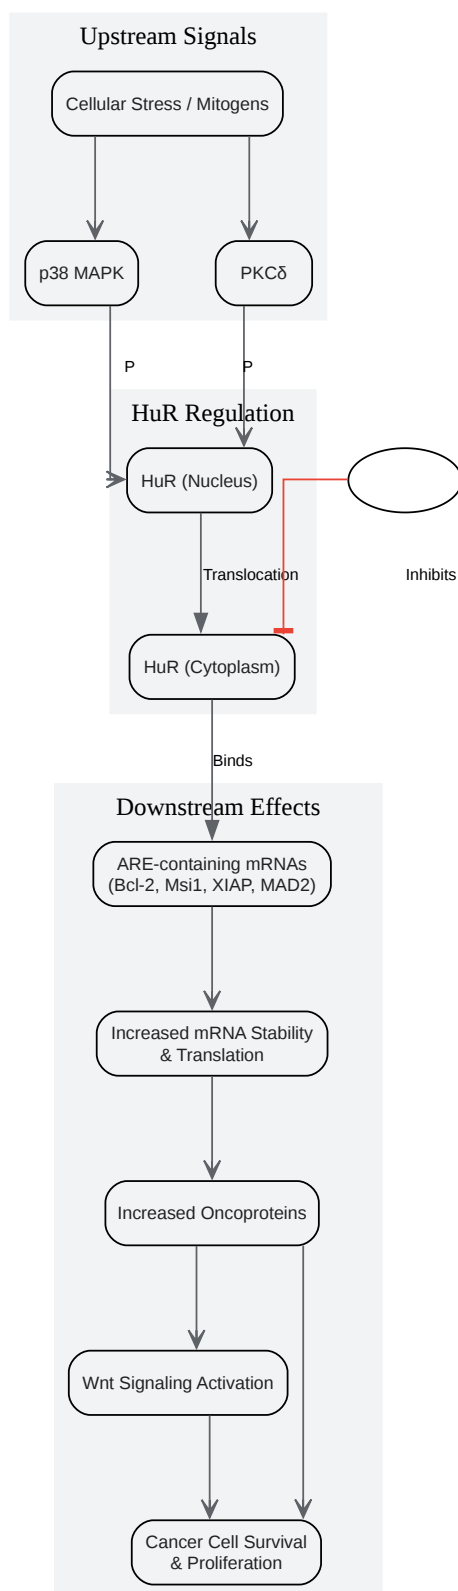 Upstream Signals
Cellular Stress / Mitogens
p38 MAPK
PKCδ
P
P
HuR Regulation
HuR (Nucleus)
Translocation
Inhibits
HuR (Cytoplasm)
Binds
Downstream Effects
ARE-containing mRNAs
(Bcl-2, Msi1, XIAP, MAD2)
Increased mRNA Stability
& Translation
Increased Oncoproteins
Wnt Signaling Activation
Cancer Cell Survival
& Proliferation